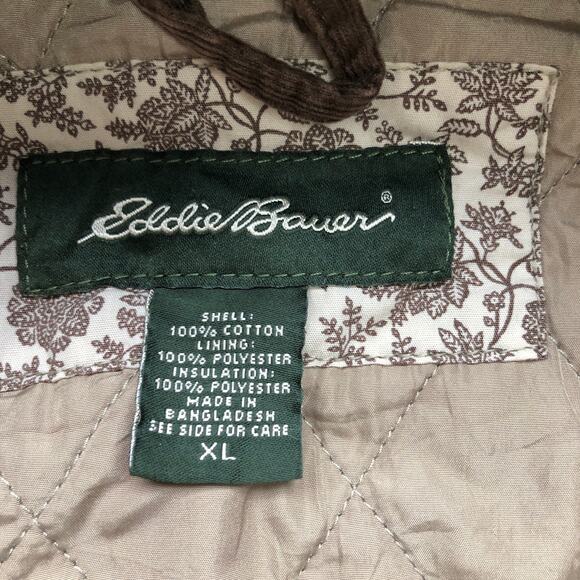 Eddie Bauer®
SHELL:
100% COTTON
LINING:
100% POLYESTER
INSULATION:
100% POLYESTER
MADE IN
BANGLADESH
SEE SIDE FOR CARE
XL